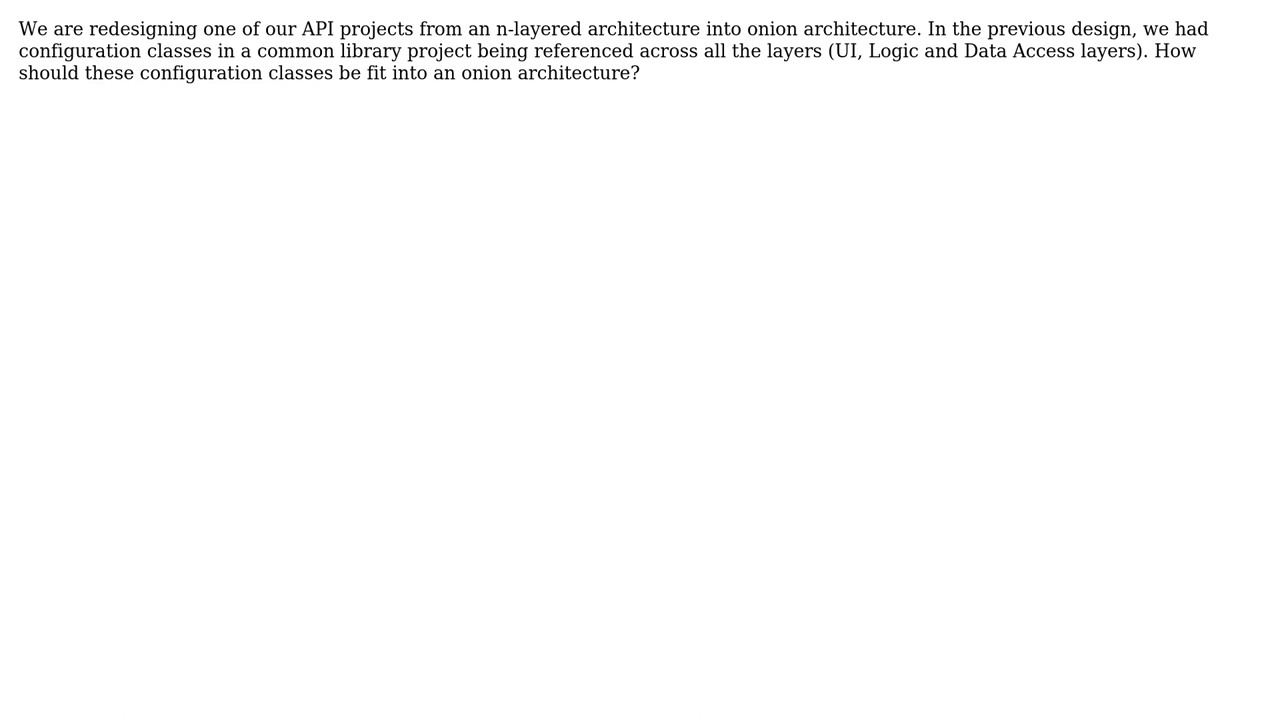 We are redesigning one of our API projects from an n-layered architecture into onion architecture. In the previous design, we had
configuration classes in a common library project being referenced across all the layers (UI, Logic and Data Access layers). How
should these configuration classes be fit into an onion architecture?